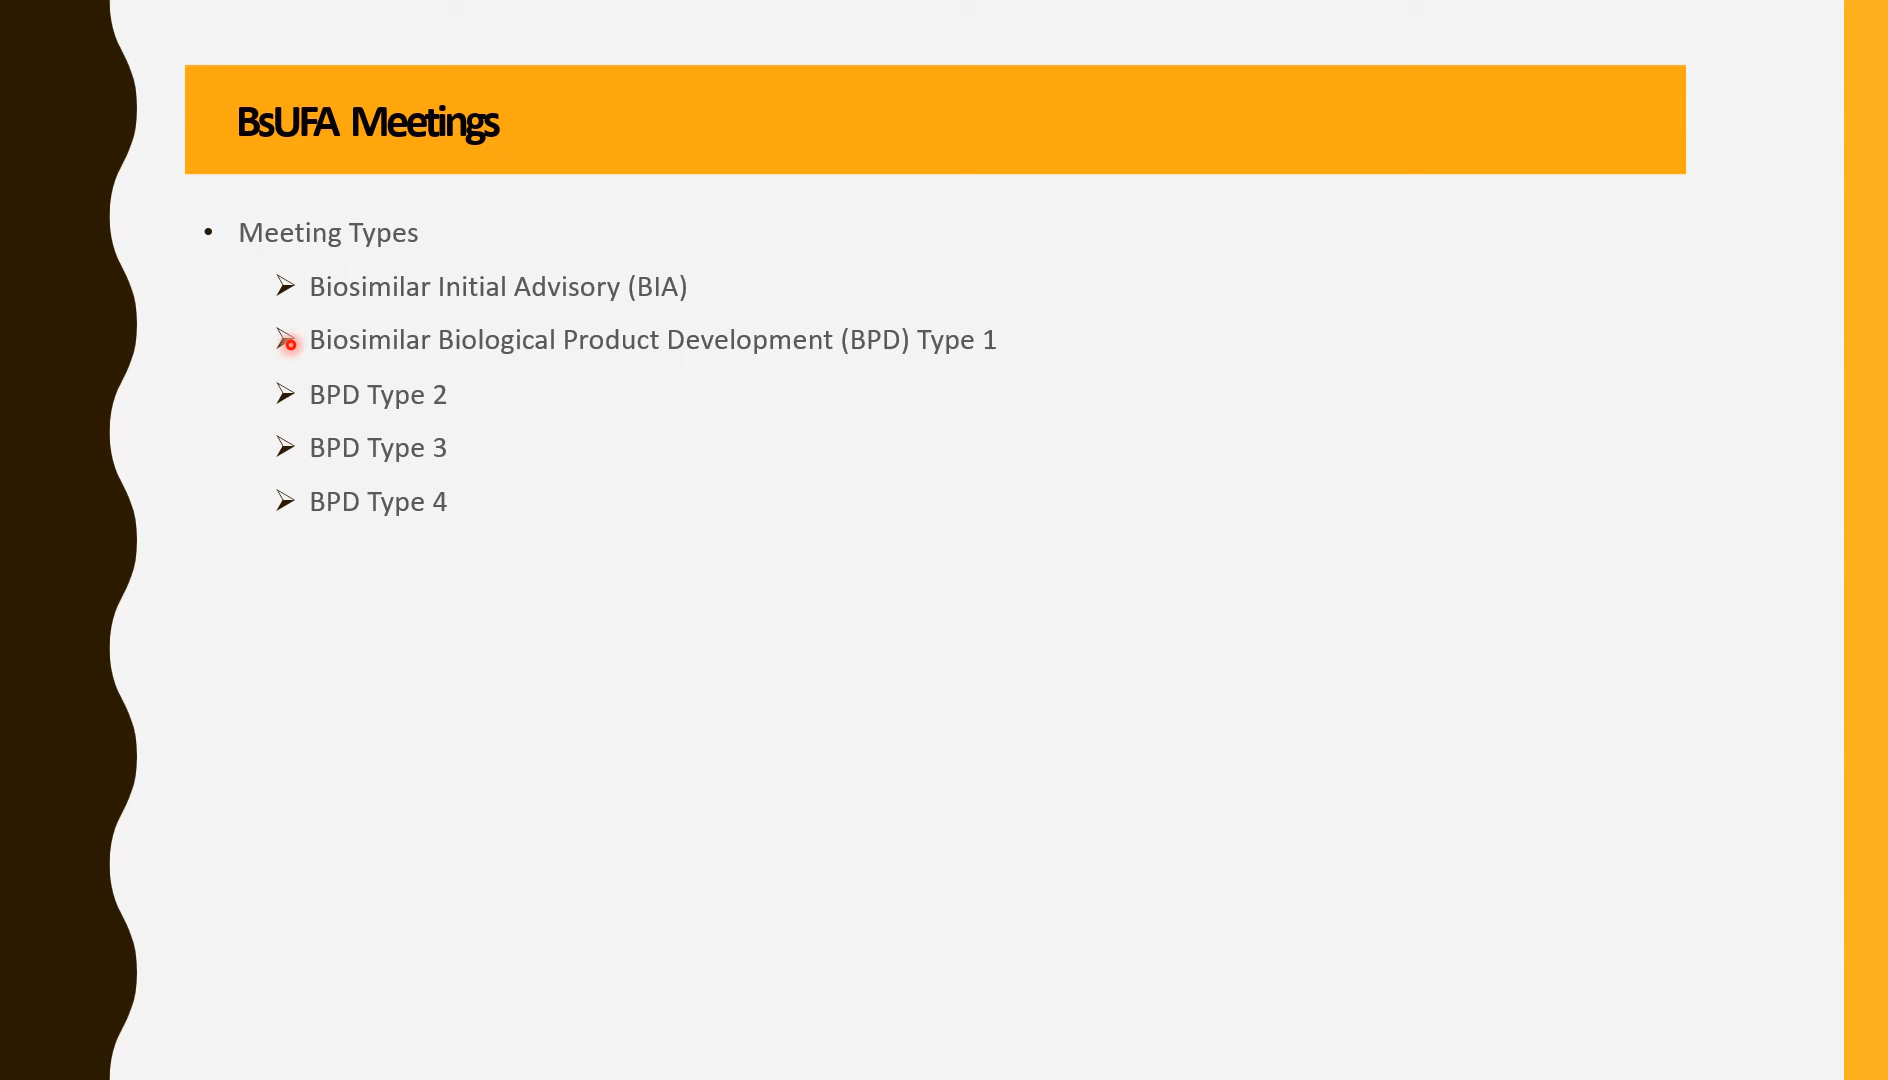 BsUFA Meetings
• Meeting Types
➢ Biosimilar Initial Advisory (BIA)
➢ Biosimilar Biological Product Development (BPD) Type 1
➢ BPD Type 2
➢ BPD Type 3
➢ BPD Type 4